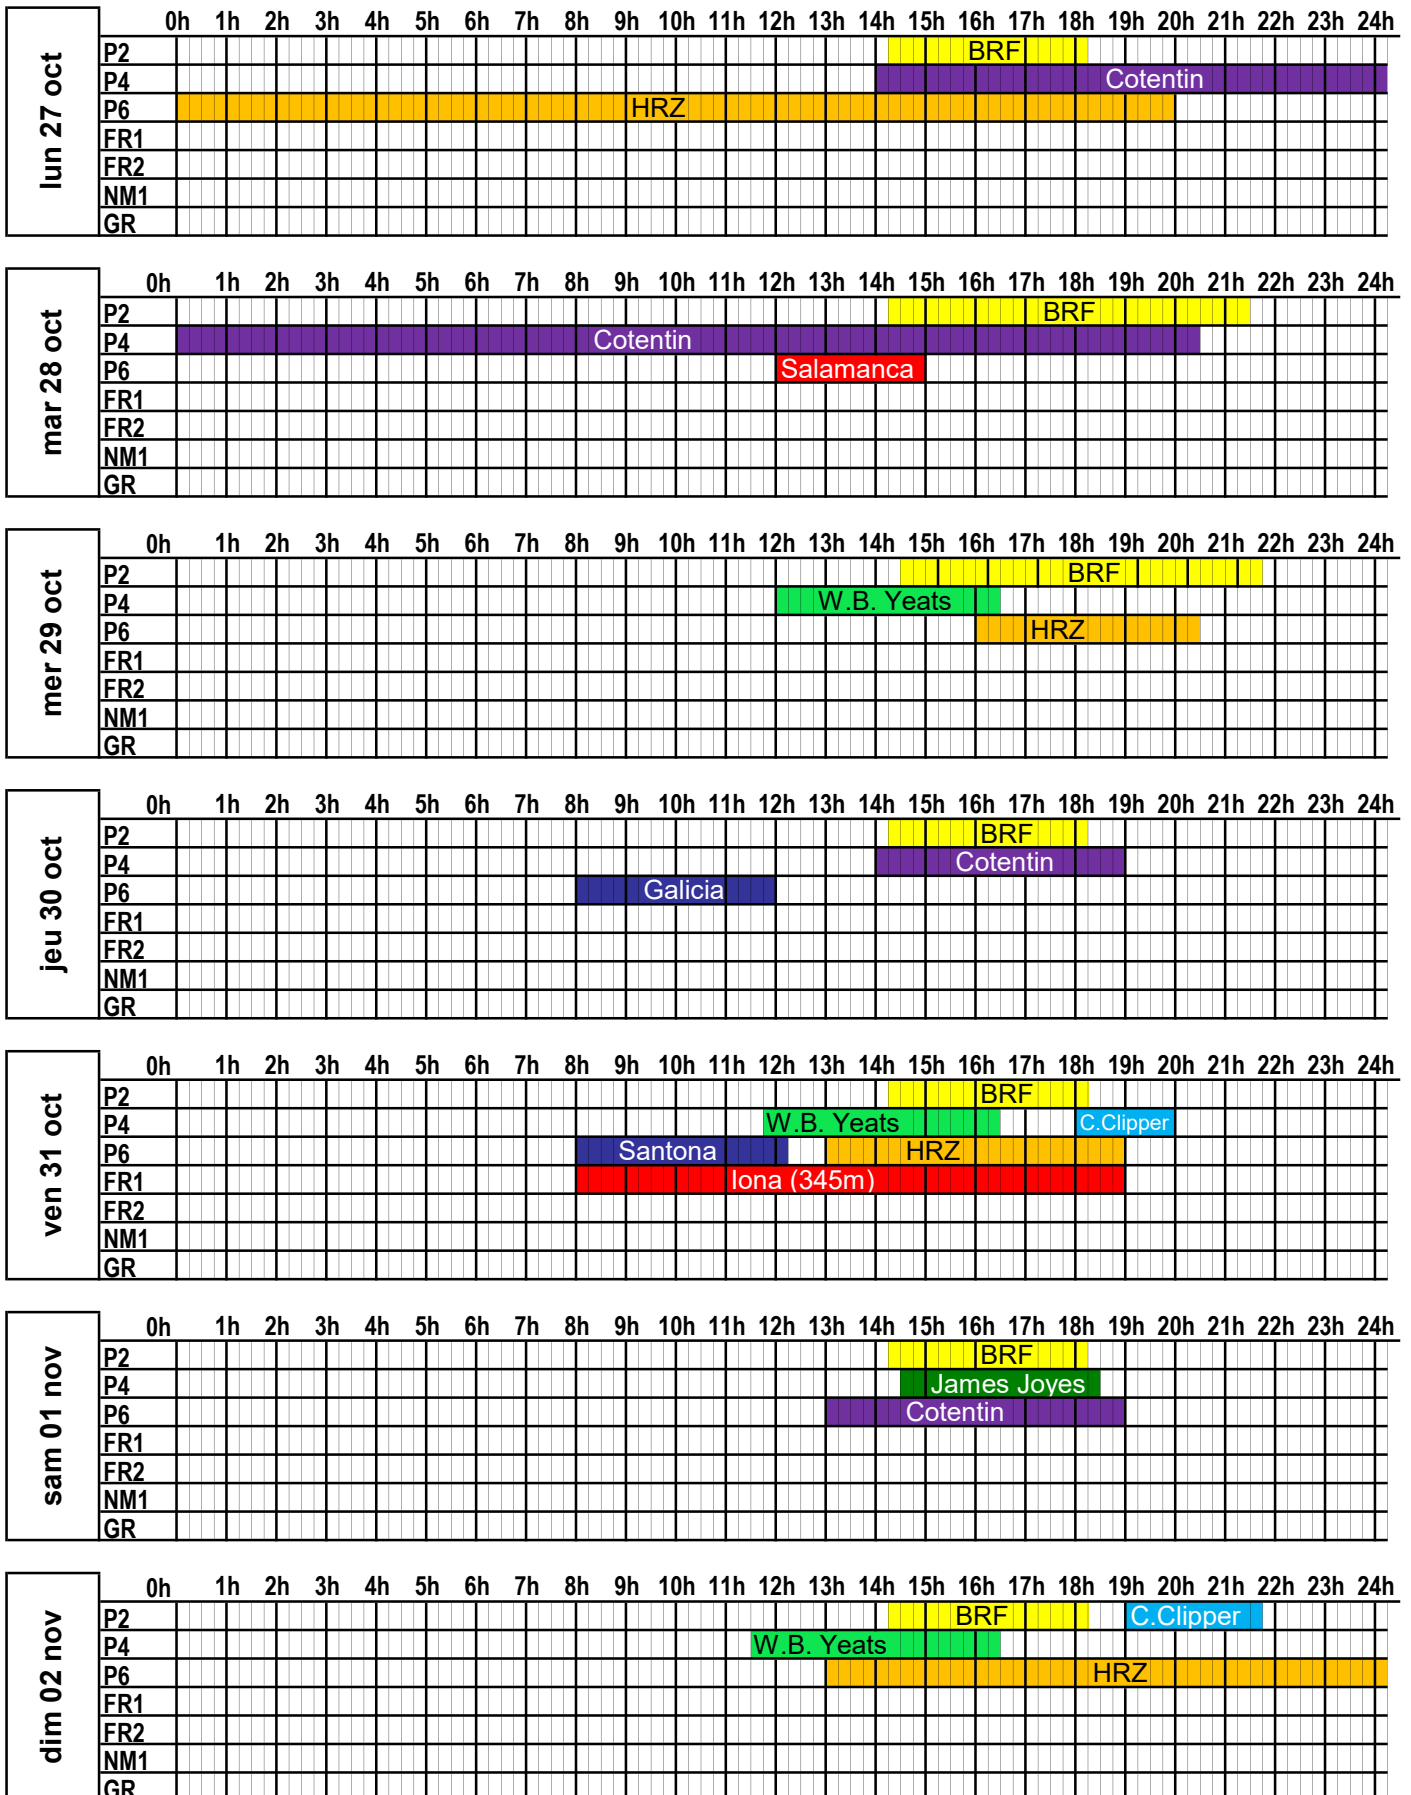 0h 1h 2h 3h 4h 5h 6h 7h 8h 9h 10h 11h 12h 13h 14h 15h 16h 17h 18h 19h 20h 21h 22h 23h 24h
lun 27 oct
P2 BRF
P4 Cotentin
P6 HRZ
FR1
FR2
NM1
GR
0h 1h 2h 3h 4h 5h 6h 7h 8h 9h 10h 11h 12h 13h 14h 15h 16h 17h 18h 19h 20h 21h 22h 23h 24h
mar 28 oct
P2 BRF
P4 Cotentin
P6 Salamanca
FR1
FR2
NM1
GR
0h 1h 2h 3h 4h 5h 6h 7h 8h 9h 10h 11h 12h 13h 14h 15h 16h 17h 18h 19h 20h 21h 22h 23h 24h
mer 29 oct
P2 BRF
P4 W.B. Yeats
P6 HRZ
FR1
FR2
NM1
GR
0h 1h 2h 3h 4h 5h 6h 7h 8h 9h 10h 11h 12h 13h 14h 15h 16h 17h 18h 19h 20h 21h 22h 23h 24h
jeu 30 oct
P2 BRF
P4 Cotentin
P6 Galicia
FR1
FR2
NM1
GR
0h 1h 2h 3h 4h 5h 6h 7h 8h 9h 10h 11h 12h 13h 14h 15h 16h 17h 18h 19h 20h 21h 22h 23h 24h
ven 31 oct
P2 BRF
P4 W.B. Yeats C.Clipper
P6 Santona HRZ
FR1 Iona (345m)
FR2
NM1
GR
0h 1h 2h 3h 4h 5h 6h 7h 8h 9h 10h 11h 12h 13h 14h 15h 16h 17h 18h 19h 20h 21h 22h 23h 24h
sam 01 nov
P2 BRF
P4 James Joyes
P6 Cotentin
FR1
FR2
NM1
GR
0h 1h 2h 3h 4h 5h 6h 7h 8h 9h 10h 11h 12h 13h 14h 15h 16h 17h 18h 19h 20h 21h 22h 23h 24h
dim 02 nov
P2 BRF C.Clipper
P4 W.B. Yeats
P6 HRZ
FR1
FR2
NM1
GR